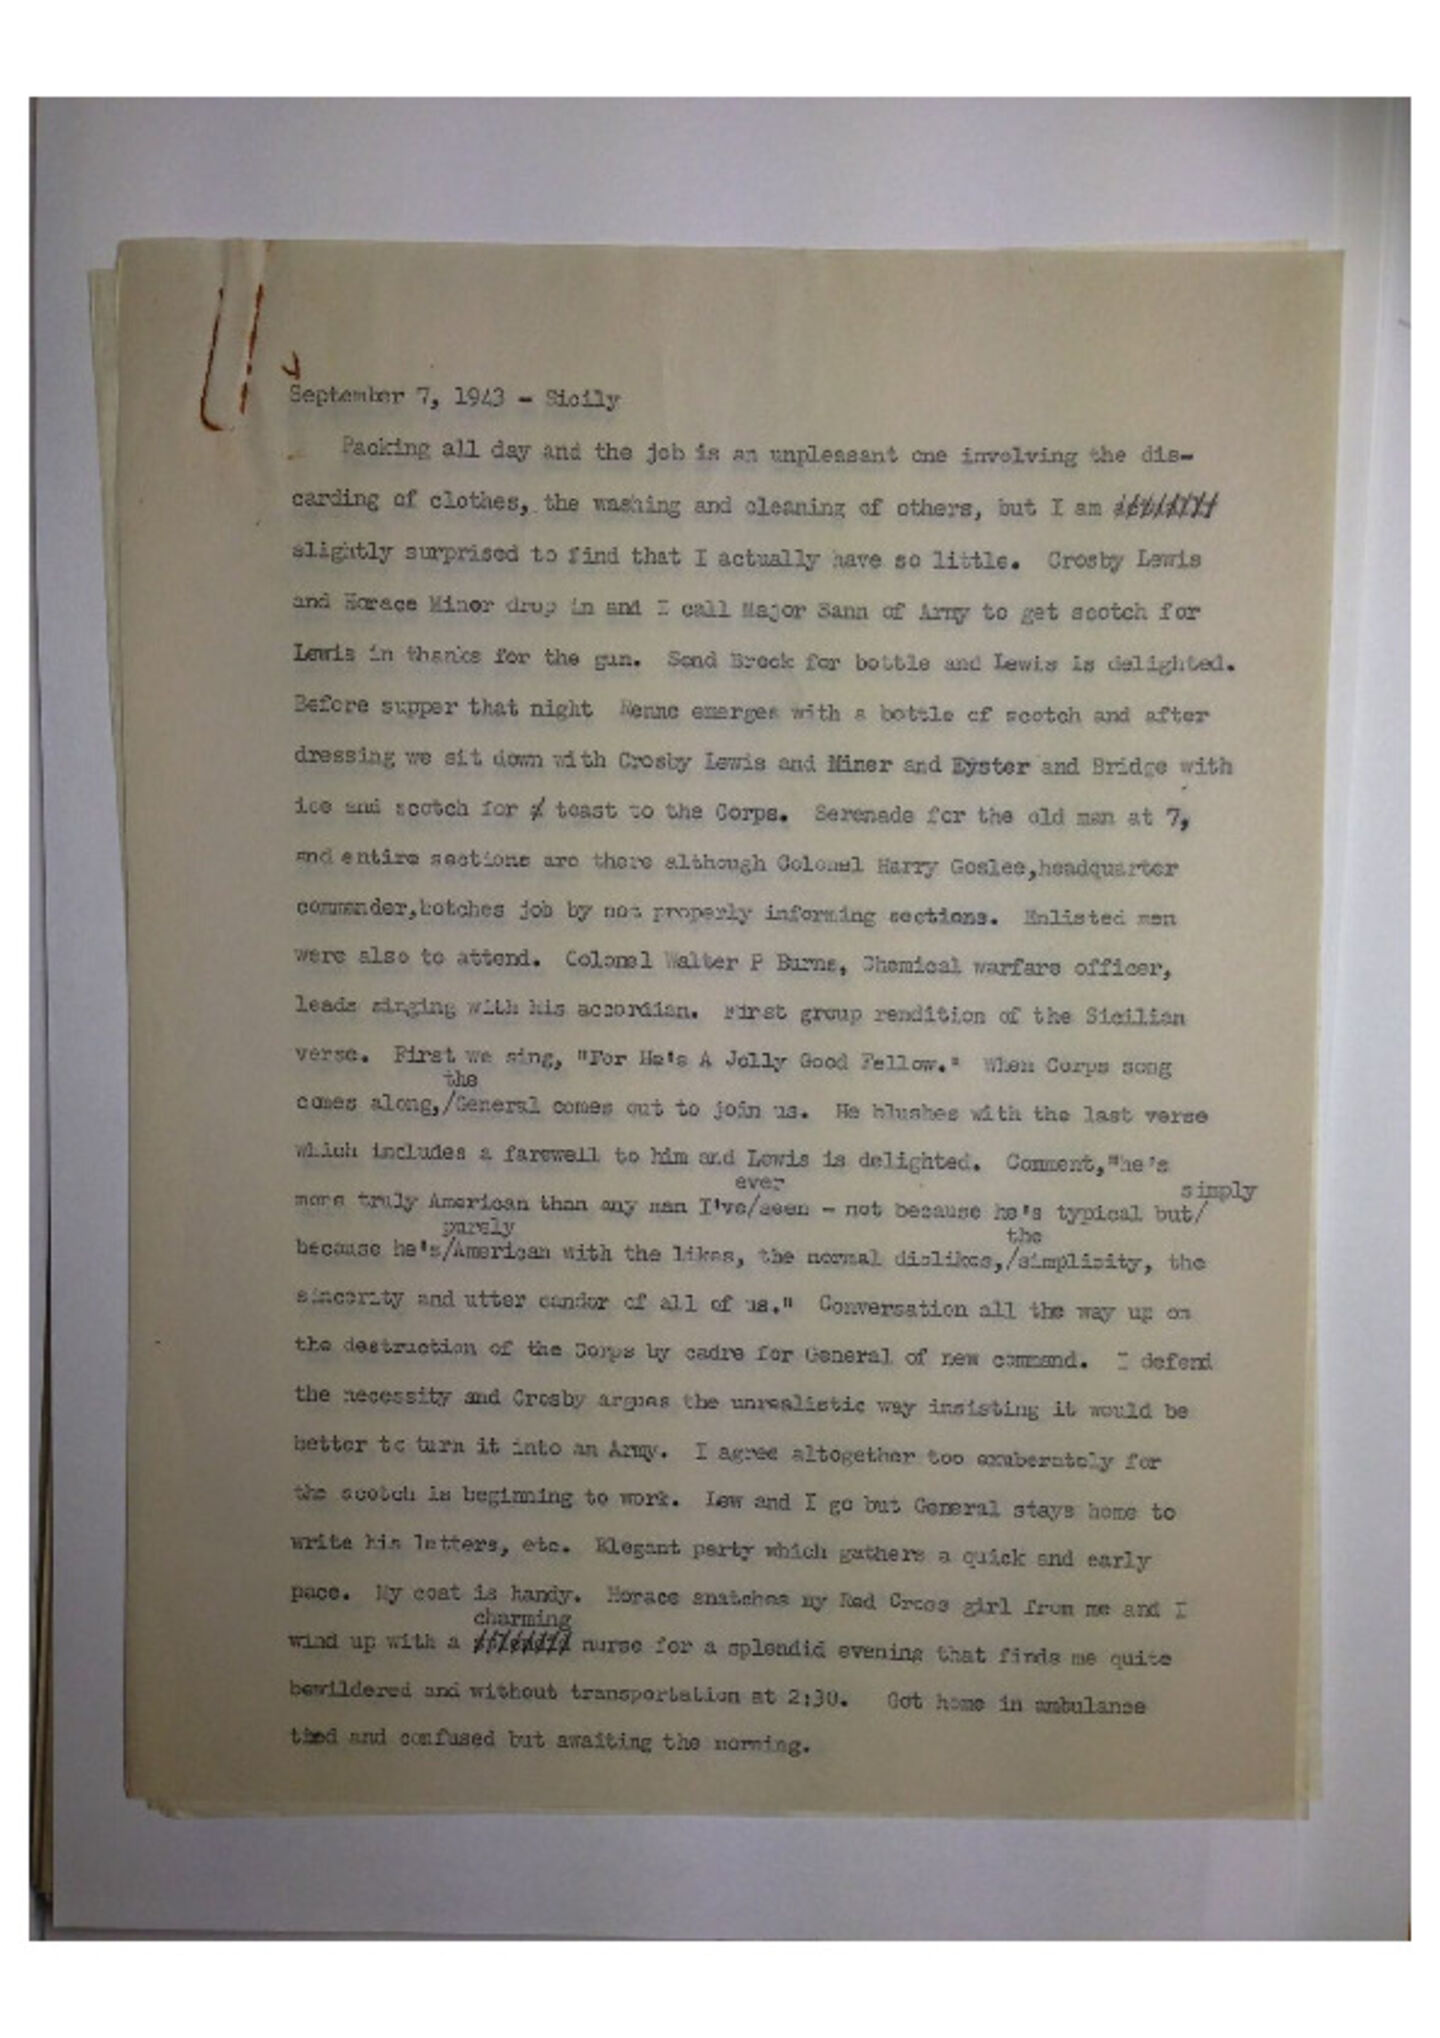 September 7, 1943 - Sicily
Packing all day and the job is an unpleasant one involving the dis-
carding of clothes, the washing and cleaning of others, but I am
slightly surprised to find that I actually have so little. Crosby Lewis
and Horace Minor drop in and I call Major Sann of Army to get scotch for
Lewis in thanks for the gun. Send Brock for bottle and Lewis is delighted.
Before supper that night emerges with a bottle of scotch and after
dressing we sit down with Crosby Lewis and Miner and Eyster and Bridge with
ice and scotch for toast to the Corps. Serenade for the old man at 7,
and entire sections are there although Colonel Harry Goslee,headquarter
commander,botches job by not properly informing sections. Enlisted men
were also to attend. Colonel Walter P Burns, Chemical warfare officer,
leads singing with his accordian. First group rendition of the Sicilian
verse. First we sing, "For He's A Jolly Good Fellow." When Corps song
the
comes along,/General comes out to join us. He blushes with the last verse
which includes a farewell to him and Lewis is delighted. Comment,"he's
ever simply
more truly American than any man I've/seen - not because he's typical but/
purely the
because he's/American with the likes, the normal dislikes,/simplicity, the
sincerity and utter candor of all of us." Conversation all the way up on
the destruction of the Corps by cadre for General of new command. I defend
the necessity and Crosby argues the unrealistic way insisting it would be
better to turn it into an Army. I agree altogether too exuberately for
the scotch is beginning to work. Lew and I go but General stays home to
write his letters, etc. Elegant party which gathers a quick and early
pace. My coat is handy. Horace snatches my Red Cross girl from me and I
charming
wind up with a nurse for a splendid evening that finds me quite
bewildered and without transportation at 2:30. Got home in ambulance
tied and confused but awaiting the morning.